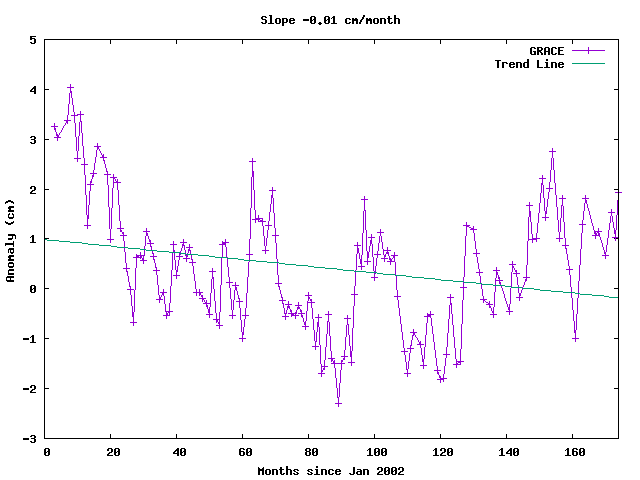 Slope -0.01 cm/month
GRACE
Trend Line
5
4
3
2
1
0
-1
-2
-3
Anomaly (cm)
0 20 40 60 80 100 120 140 160
Months since Jan 2002